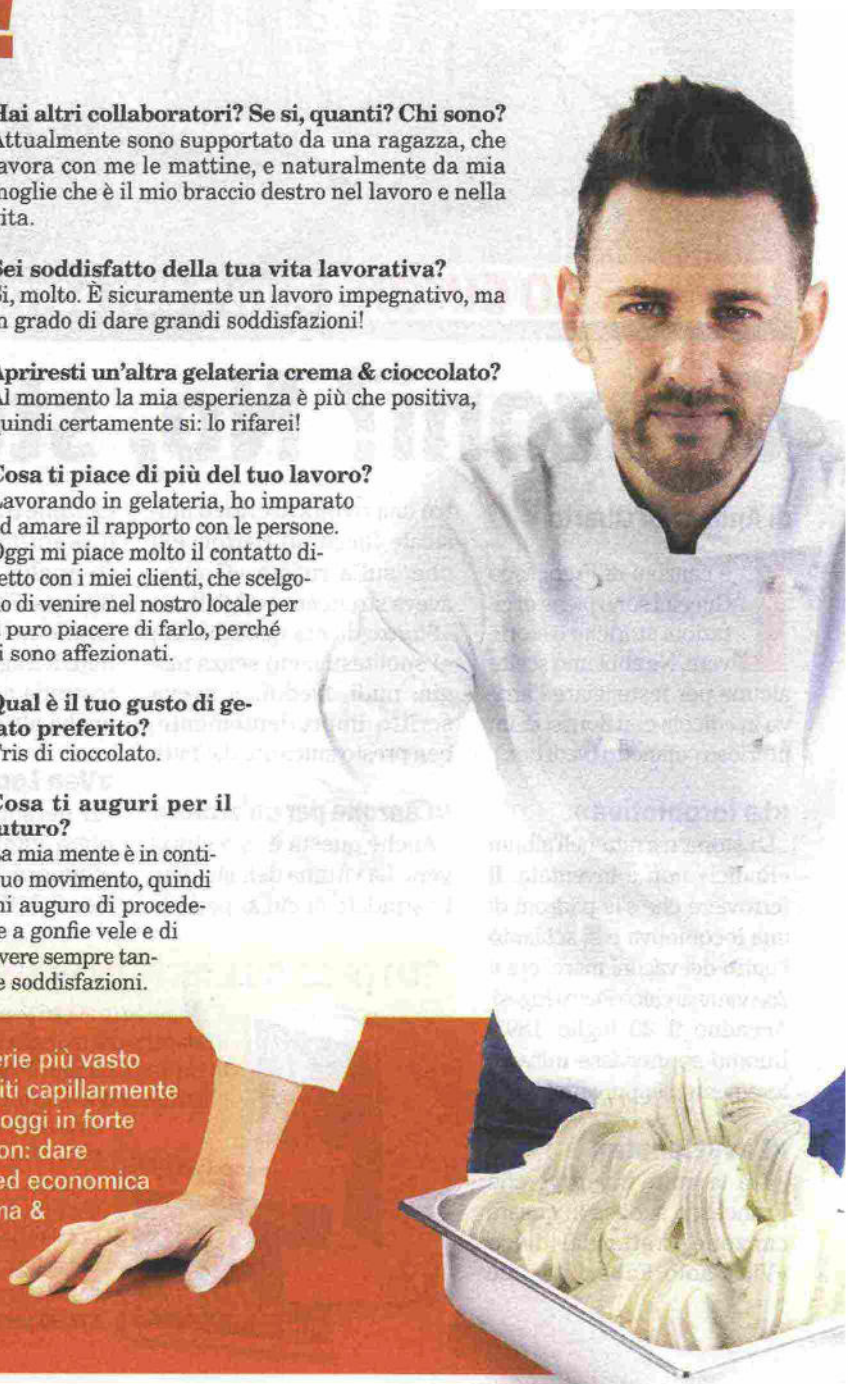 !
Hai altri collaboratori? Se si, quanti? Chi sono?
Attualmente sono supportato da una ragazza, che
lavora con me le mattine, e naturalmente da mia
moglie che è il mio braccio destro nel lavoro e nella
vita.
Sei soddisfatto della tua vita lavorativa?
Si, molto. È sicuramente un lavoro impegnativo, ma
in grado di dare grandi soddisfazioni!
Apriresti un'altra gelateria crema & cioccolato?
Al momento la mia esperienza è più che positiva,
quindi certamente si: lo rifarei!
Cosa ti piace di più del tuo lavoro?
Lavorando in gelateria, ho imparato
ad amare il rapporto con le persone.
Oggi mi piace molto il contatto di-
retto con i miei clienti, che scelgo-
no di venire nel nostro locale per
il puro piacere di farlo, perché
si sono affezionati.
Qual è il tuo gusto di ge-
lato preferito?
Tris di cioccolato.
Cosa ti auguri per il
futuro?
La mia mente è in conti-
nuo movimento, quindi
mi auguro di procede-
re a gonfie vele e di
avere sempre tan-
te soddisfazioni.
erie più vasto
iti capillarmente
oggi in forte
on: dare
ed economica
ma &